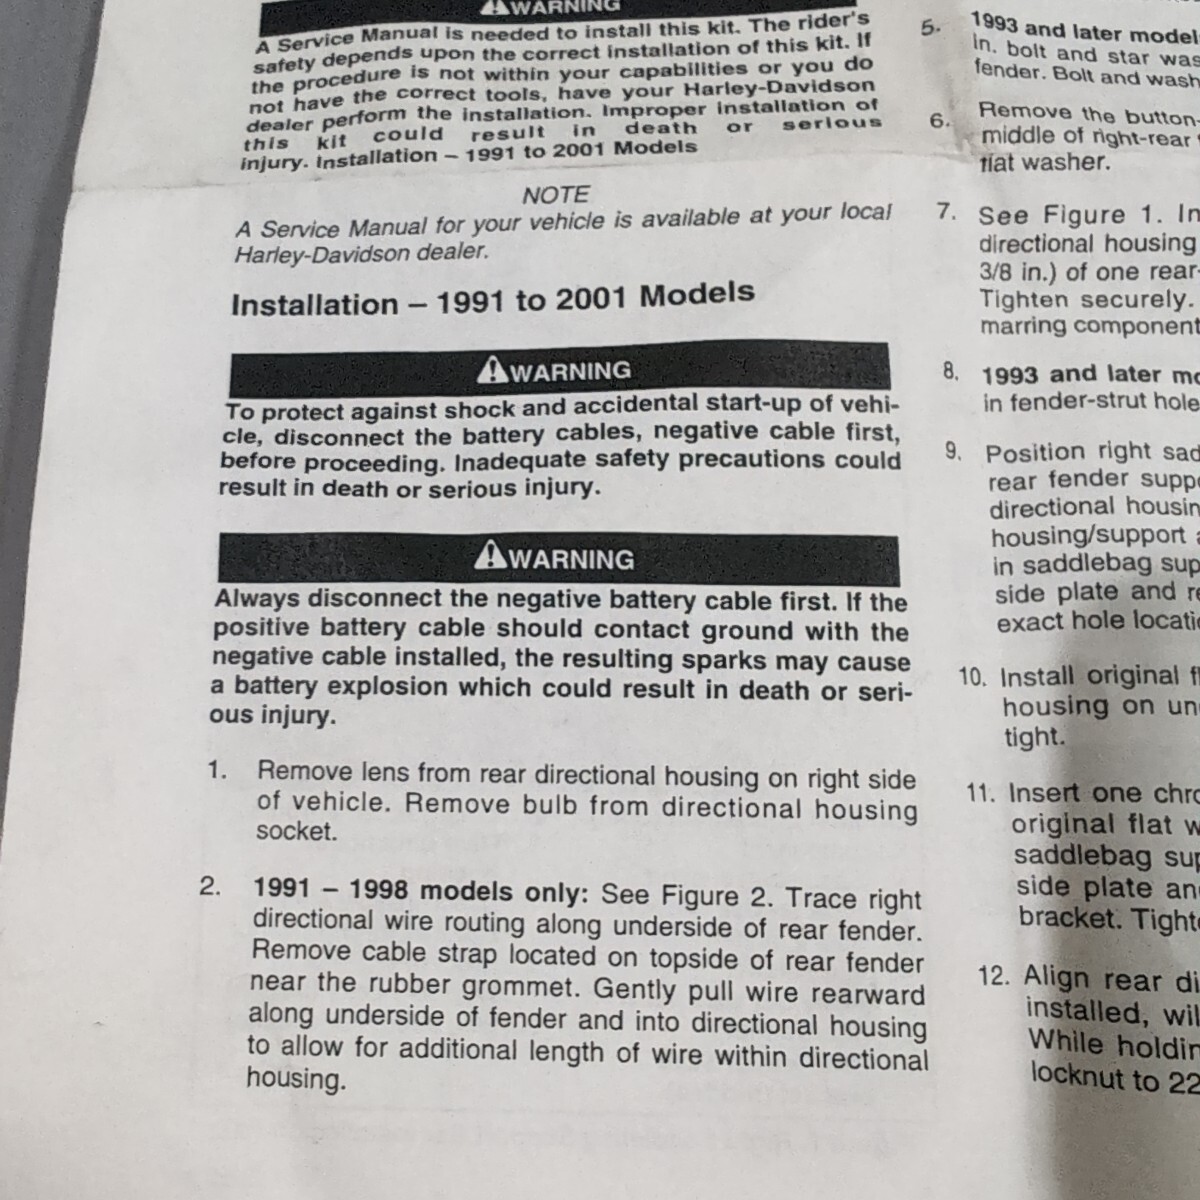 WARNING
A Service Manual is needed to install this kit. The rider's
safety depends upon the correct installation of this kit. If
the procedure is not within your capabilities or you do
not have the correct tools, have your Harley-Davidson
dealer perform the installation. Improper installation of
this kit could result in death or serious
injury. Installation – 1991 to 2001 Models
NOTE
A Service Manual for your vehicle is available at your local
Harley-Davidson dealer.
Installation – 1991 to 2001 Models
WARNING
To protect against shock and accidental start-up of vehi-
cle, disconnect the battery cables, negative cable first,
before proceeding. Inadequate safety precautions could
result in death or serious injury.
WARNING
Always disconnect the negative battery cable first. If the
positive battery cable should contact ground with the
negative cable installed, the resulting sparks may cause
a battery explosion which could result in death or seri-
ous injury.
1. Remove lens from rear directional housing on right side
of vehicle. Remove bulb from directional housing
socket.
2. 1991 – 1998 models only: See Figure 2. Trace right
directional wire routing along underside of rear fender.
Remove cable strap located on topside of rear fender
near the rubber grommet. Gently pull wire rearward
along underside of fender and into directional housing
to allow for additional length of wire within directional
housing.
5. 1993 and later model
in. bolt and star was
fender. Bolt and wash
6. Remove the button-
middle of right-rear
flat washer.
7. See Figure 1. In
directional housing
3/8 in.) of one rear-
Tighten securely.
marring component
8. 1993 and later mo
in fender-strut hole
9. Position right sad
rear fender suppo
directional housin
housing/support
in saddlebag sup
side plate and re
exact hole locatio
10. Install original fl
housing on un
tight.
11. Insert one chro
original flat w
saddlebag sup
side plate an
bracket. Tight
12. Align rear di
installed, wil
While holdin
locknut to 22